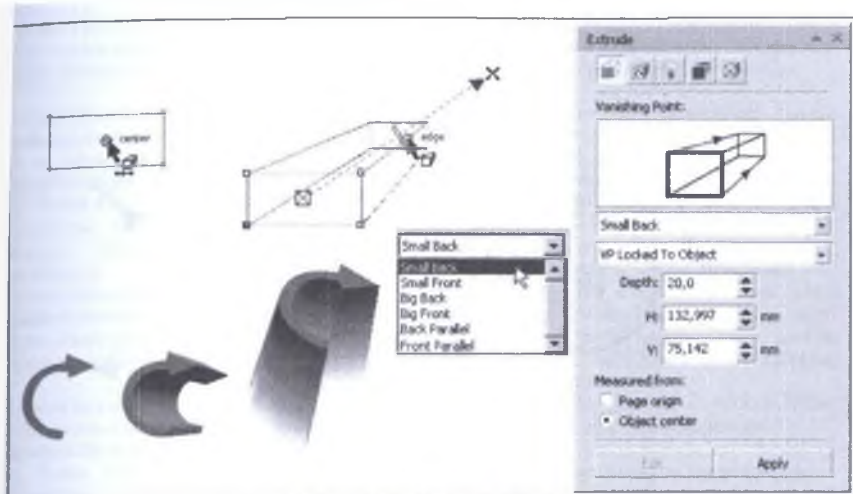 center
edge
Small Back
Small Back
Small Front
Big Back
Big Front
Back Parallel
Front Parallel
Extrude
Vanishing Point:
Small Back
VP Locked To Object
Depth: 20,0
H: 132,997 mm
V: 75,142 mm
Measured from:
Page origin
Object center
Edit
Apply